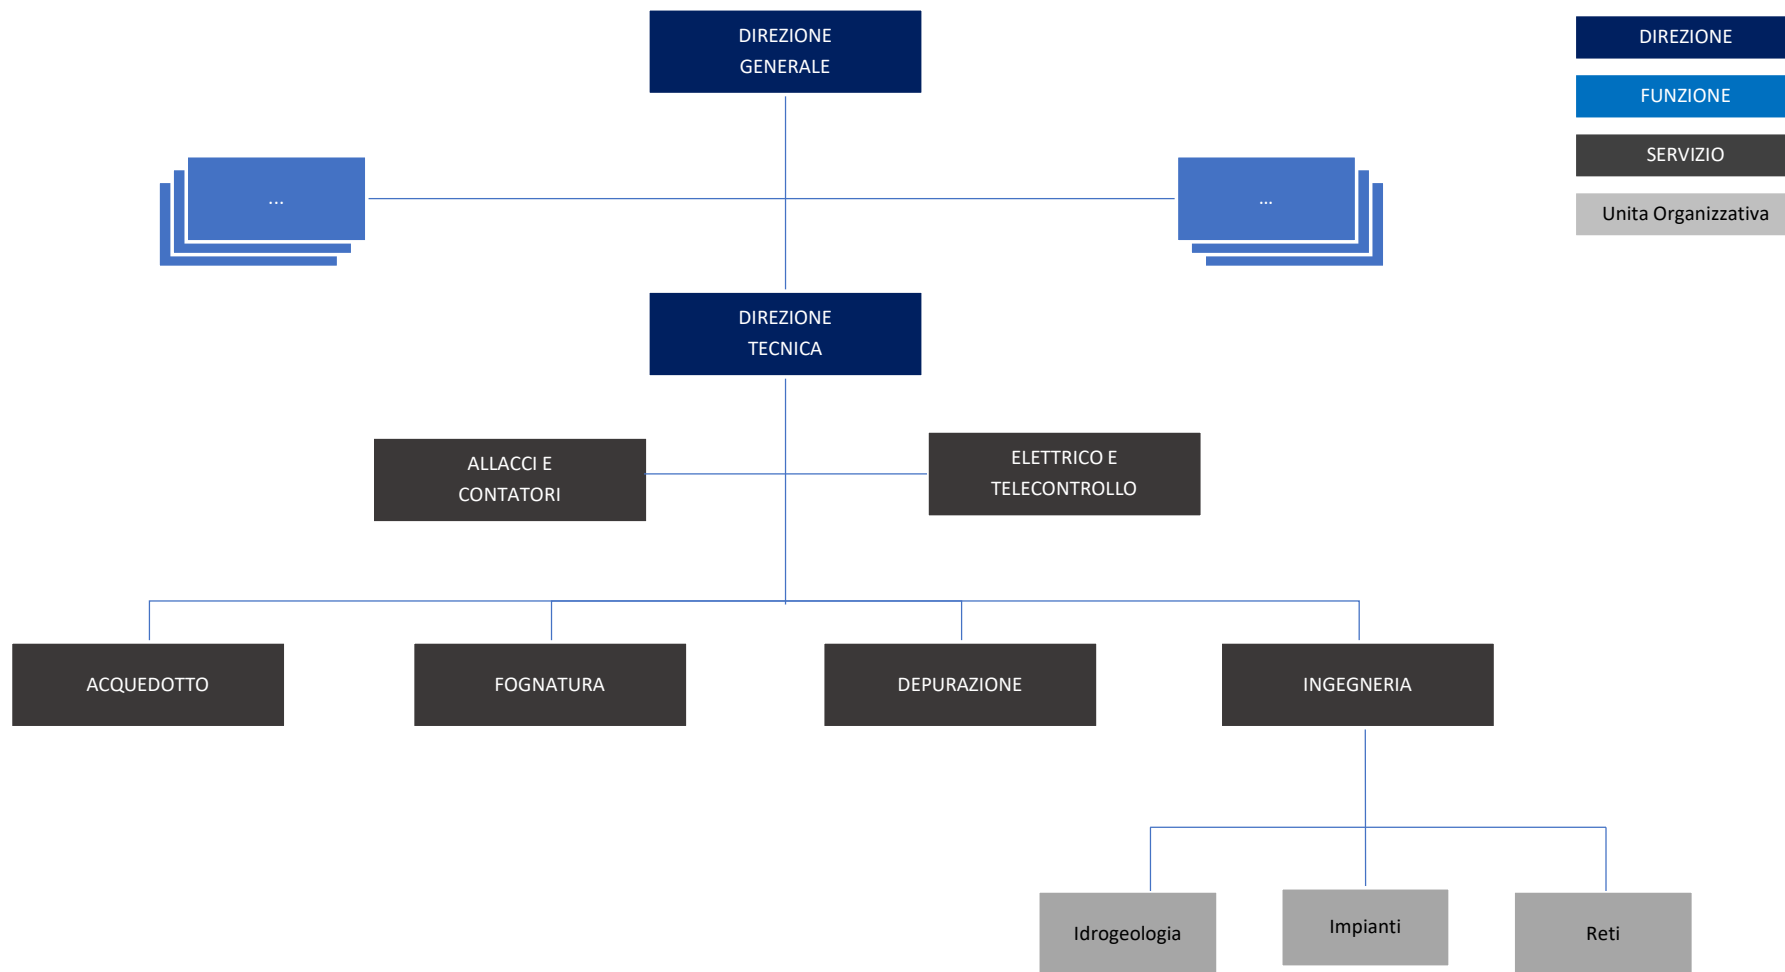 DIREZIONE
GENERALE
DIREZIONE
FUNZIONE
SERVIZIO
Unita Organizzativa
...
...
DIREZIONE
TECNICA
ALLACCI E
CONTATORI
ELETTRICO E
TELECONTROLLO
ACQUEDOTTO
FOGNATURA
DEPURAZIONE
INGEGNERIA
Idrogeologia
Impianti
Reti